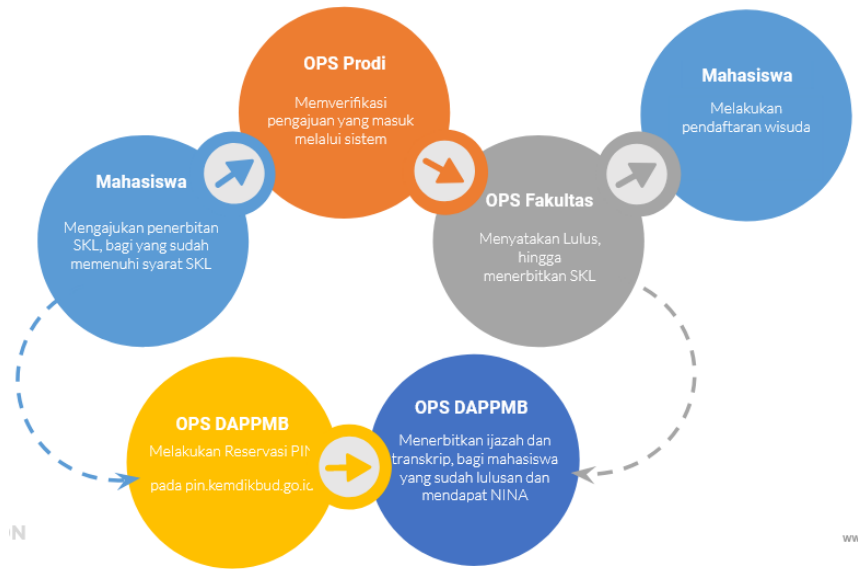 Mahasiswa
Mengajukan penerbitan
SKL, bagi yang sudah
memenuhi syarat SKL
OPS Prodi
Memverifikasi
pengajuan yang masuk
melalui sistem
OPS Fakultas
Menyatakan Lulus,
hingga
menerbitkan SKL
Mahasiswa
Melakukan
pendaftaran wisuda
OPS DAPPMB
Melakukan Reservasi PIN
pada pin.kemdikbud.go.id
OPS DAPPMB
Menerbitkan ijazah dan
transkrip, bagi mahasiswa
yang sudah lulusan dan
mendapat NINA